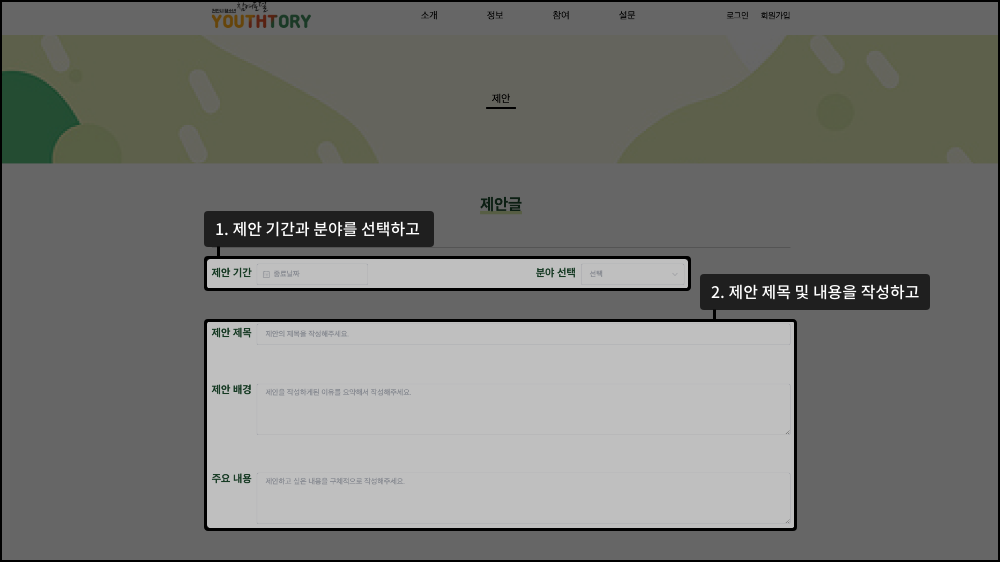 YOUTHTORY
소개 정보 참여 설문 로그인 회원가입
제안
제안글
1. 제안 기간과 분야를 선택하고
제안 기간 종료날짜 분야 선택 선택
2. 제안 제목 및 내용을 작성하고
제안 제목 제안의 제목을 작성해주세요.
제안 배경 제안을 작성하게된 이유를 요약해서 작성해주세요.
주요 내용 제안하고 싶은 내용을 구체적으로 작성해주세요.